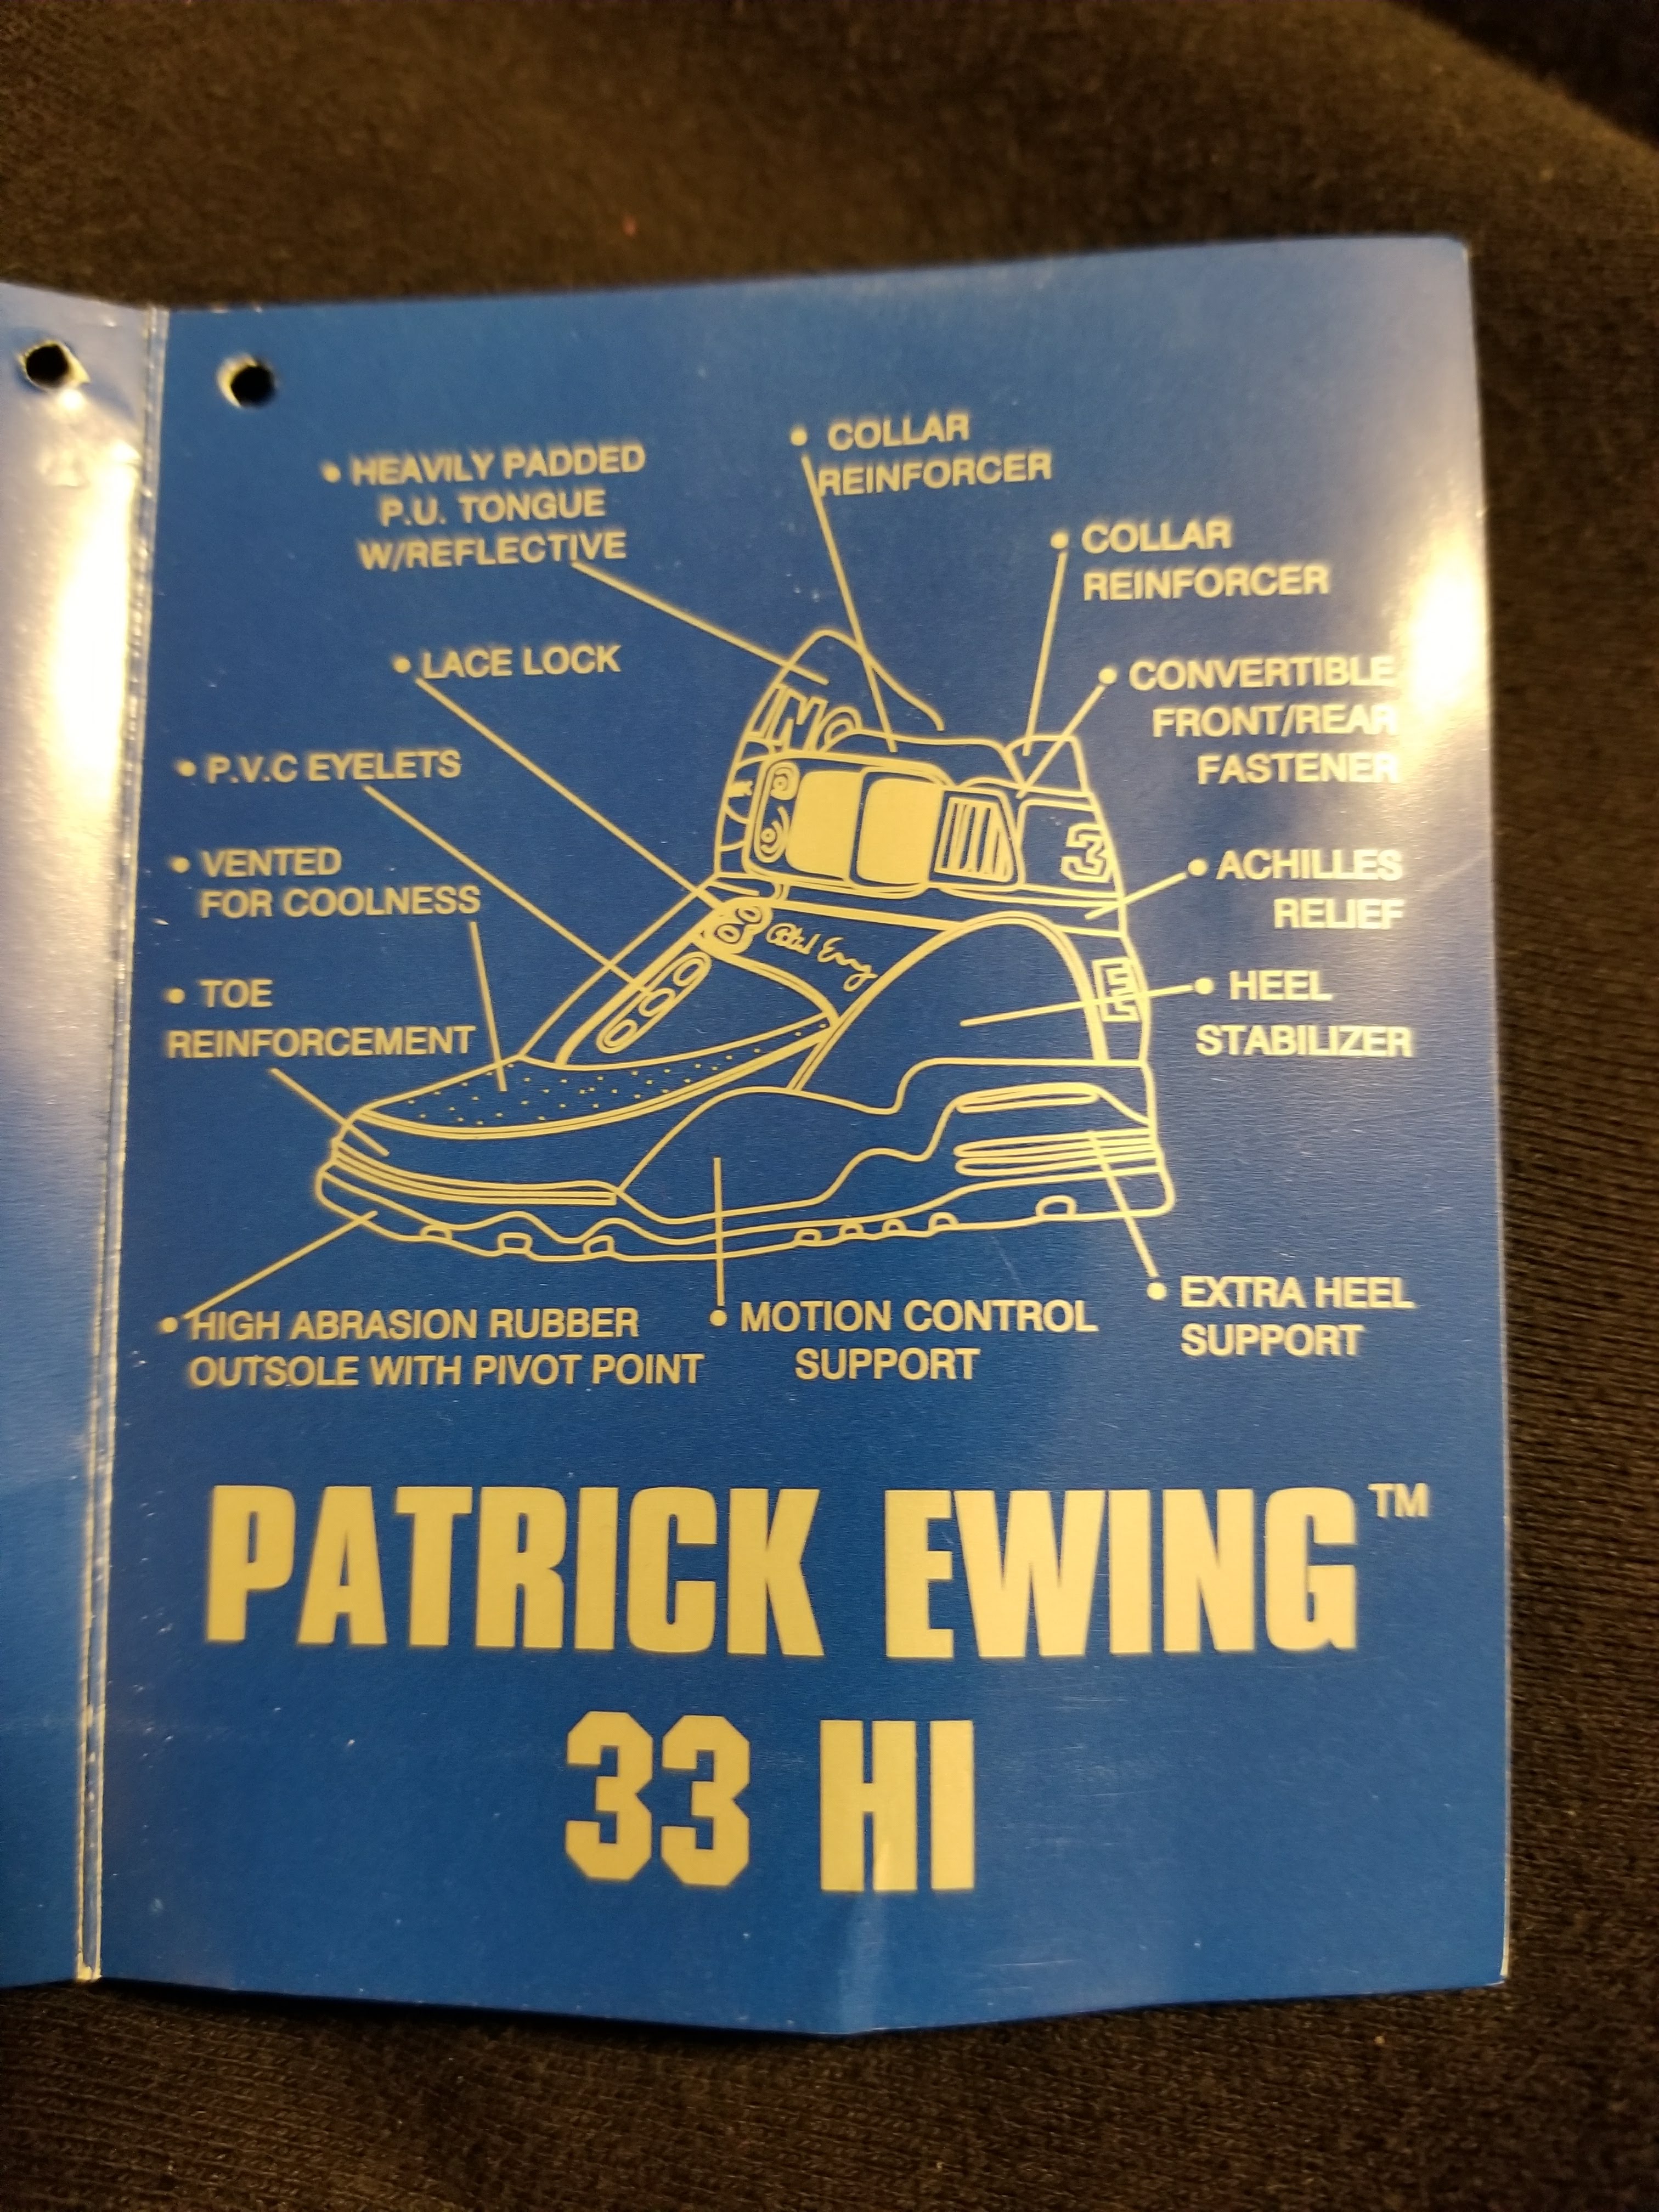 • HEAVILY PADDED
P.U. TONGUE
W/REFLECTIVE
• COLLAR
REINFORCER
• COLLAR
REINFORCER
• LACE LOCK
• CONVERTIBLE
FRONT/REAR
FASTENER
• P.V.C EYELETS
• VENTED
FOR COOLNESS
• ACHILLES
RELIEF
• TOE
REINFORCEMENT
• HEEL
STABILIZER
3
E
• HIGH ABRASION RUBBER
OUTSOLE WITH PIVOT POINT
• MOTION CONTROL
SUPPORT
• EXTRA HEEL
SUPPORT
PATRICK EWING™
33 HI